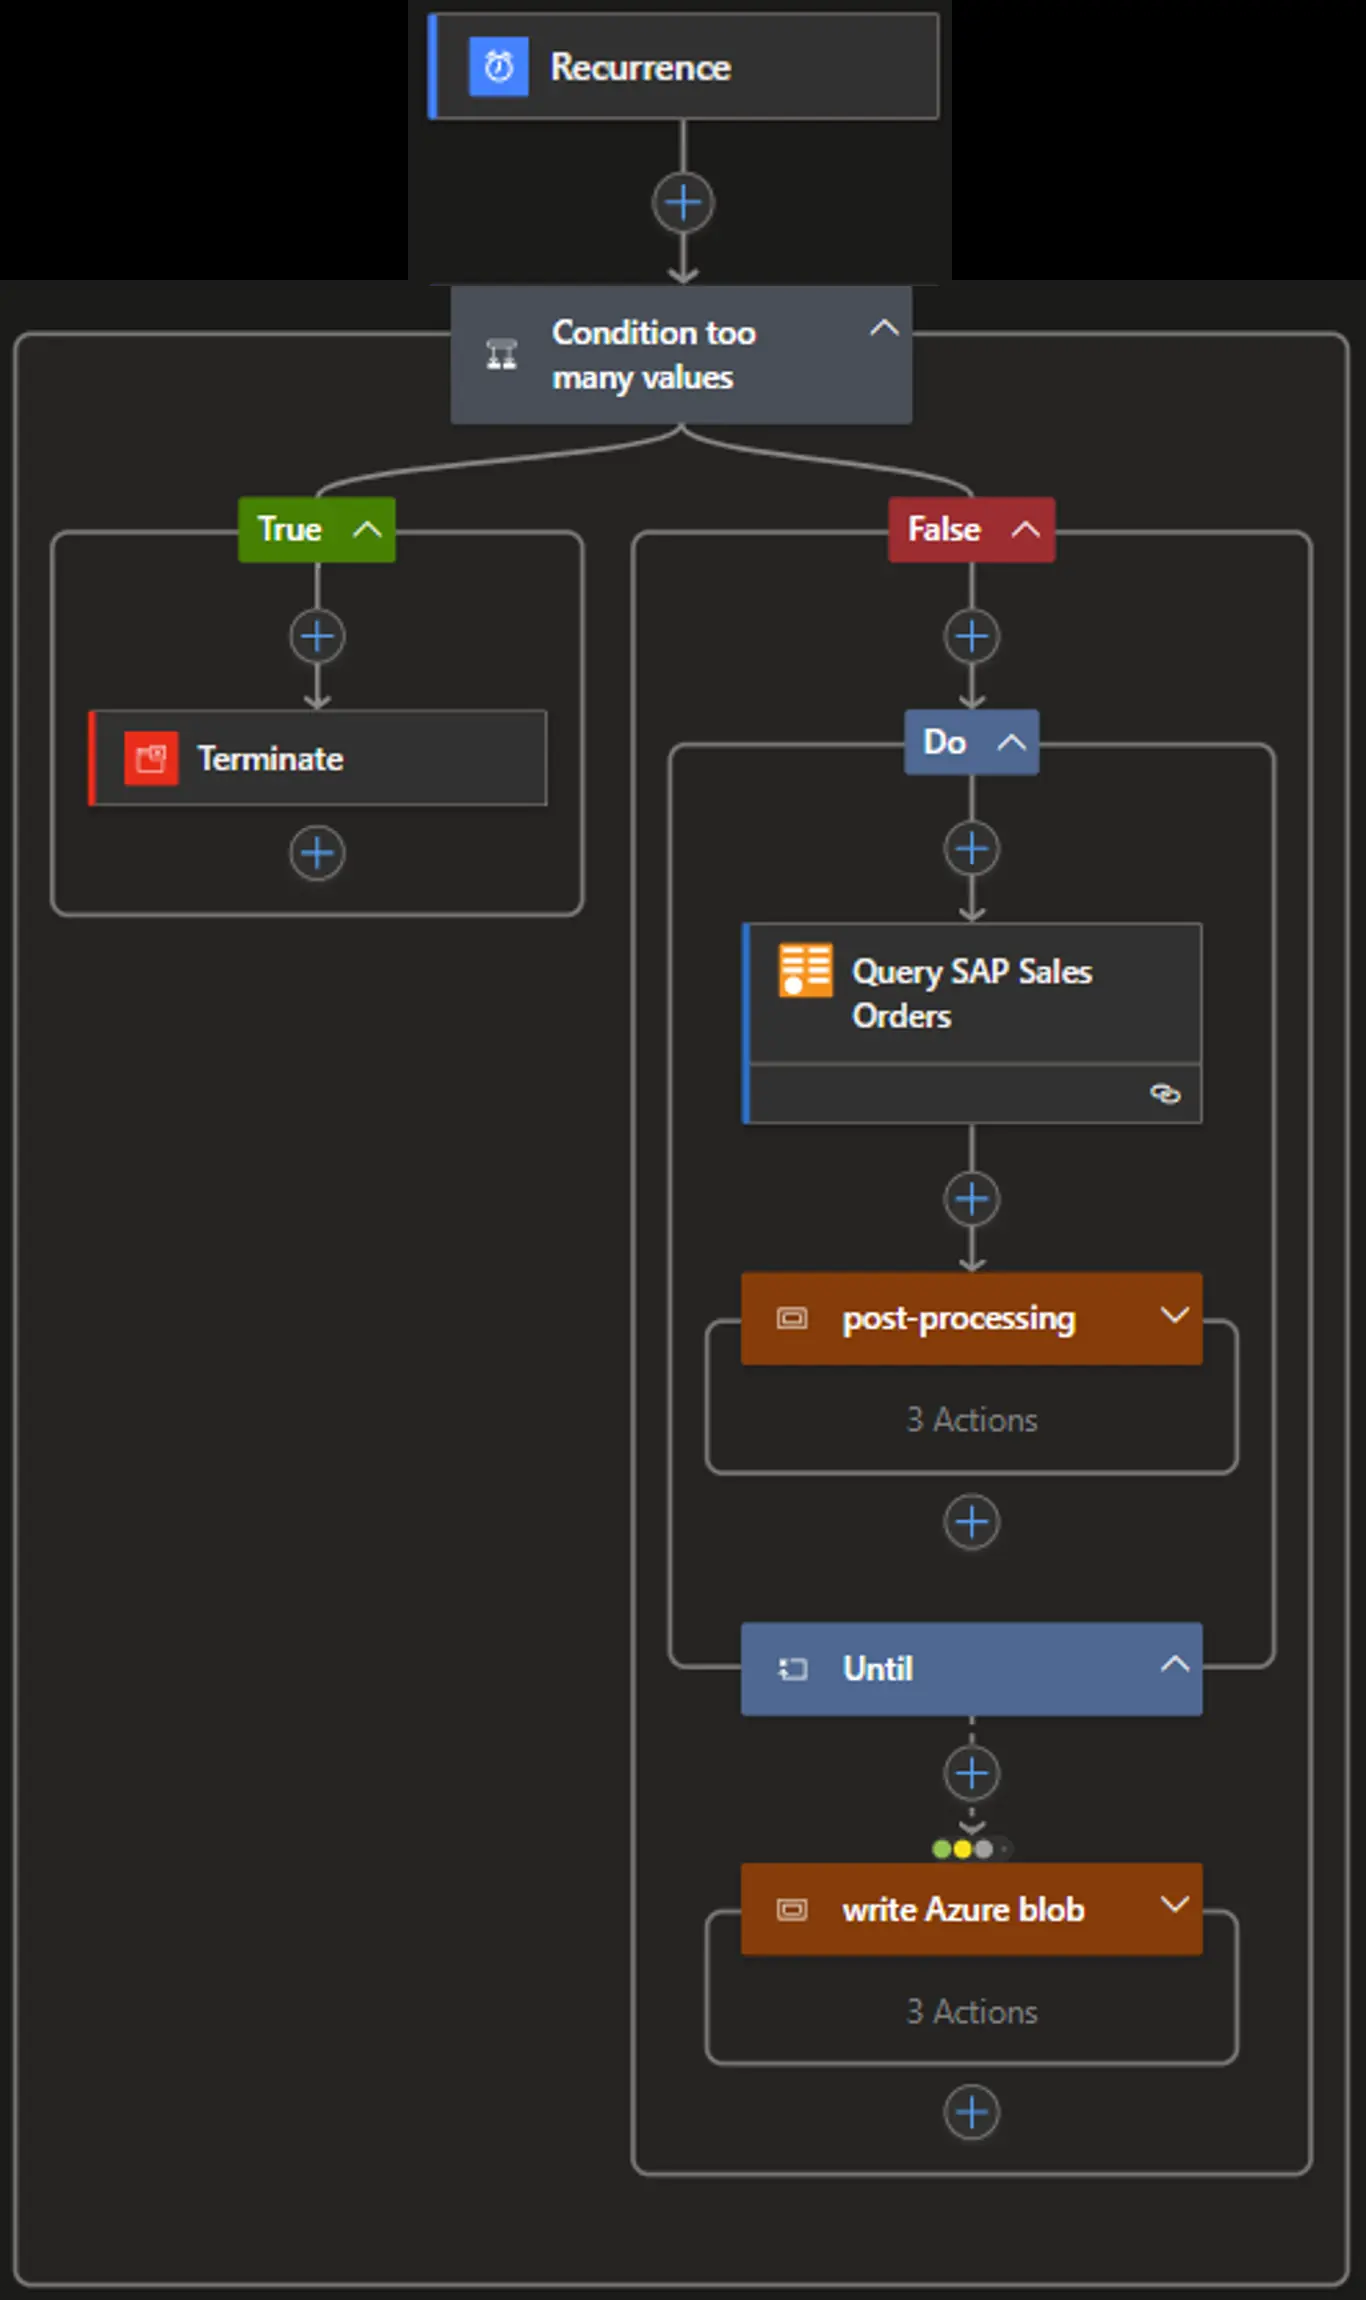 Recurrence
Condition too
many values
True
False
Terminate
Do
Query SAP Sales
Orders
post-processing
3 Actions
Until
write Azure blob
3 Actions